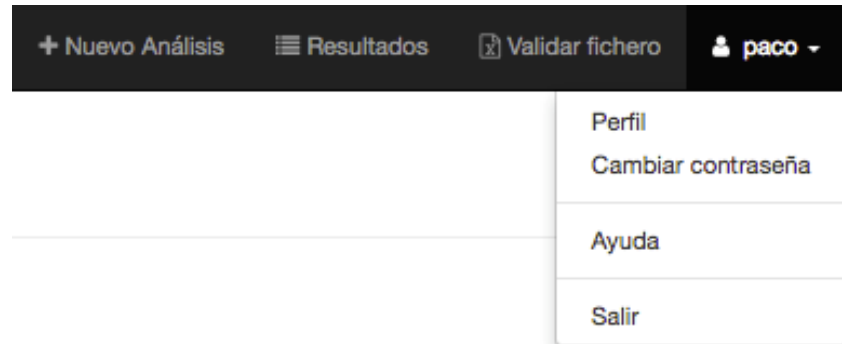 Nuevo Análisis Resultados Validar fichero paco
Perfil
Cambiar contraseña
Ayuda
Salir